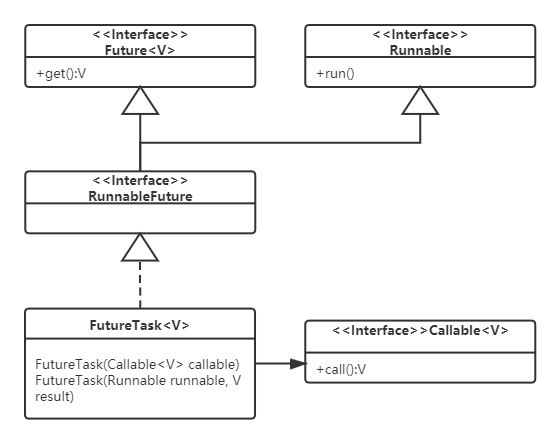 <<Interface>>
Future<V>
+get():V
<<Interface>>
Runnable
+run()
<<Interface>>
RunnableFuture
FutureTask<V>
FutureTask(Callable<V> callable)
FutureTask(Runnable runnable, V
result)
<<Interface>>Callable<V>
+call():V